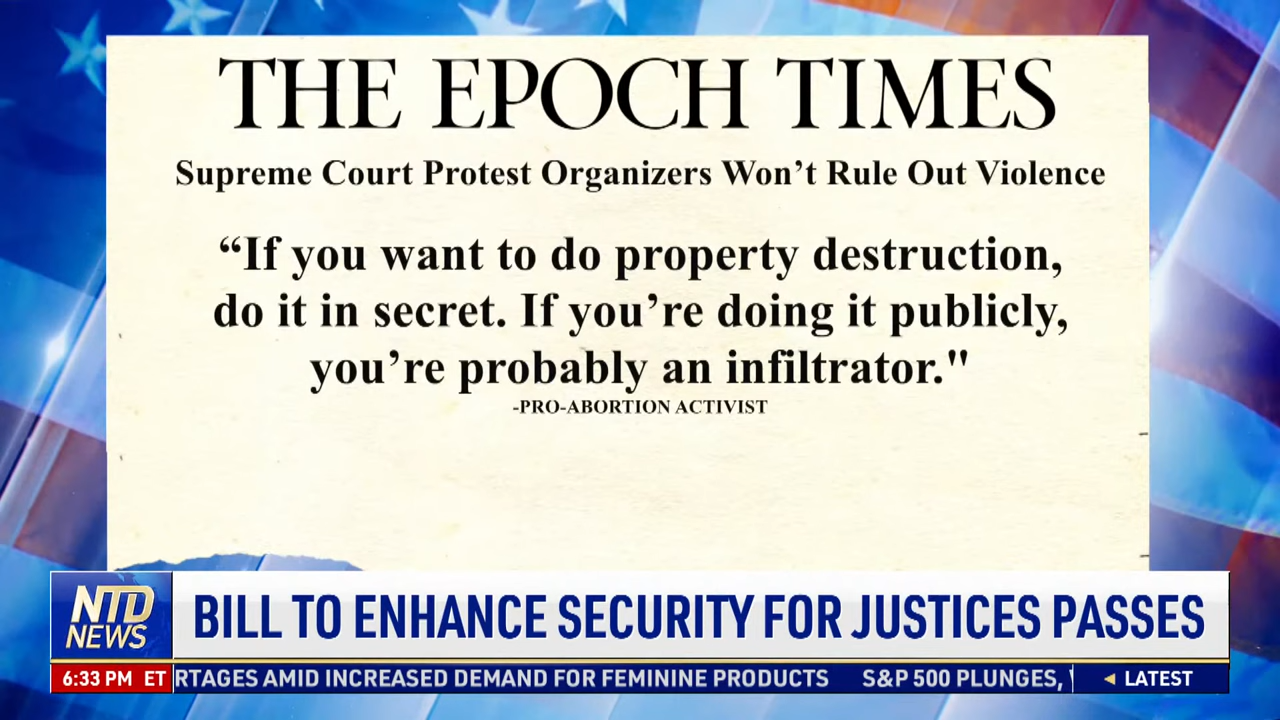 THE EPOCH TIMES
Supreme Court Protest Organizers Won’t Rule Out Violence
“If you want to do property destruction,
do it in secret. If you’re doing it publicly,
you’re probably an infiltrator."
-PRO-ABORTION ACTIVIST
NTD
NEWS
BILL TO ENHANCE SECURITY FOR JUSTICES PASSES
6:33 PM ET
RTAGES AMID INCREASED DEMAND FOR FEMININE PRODUCTS S&P 500 PLUNGES,
◄ LATEST